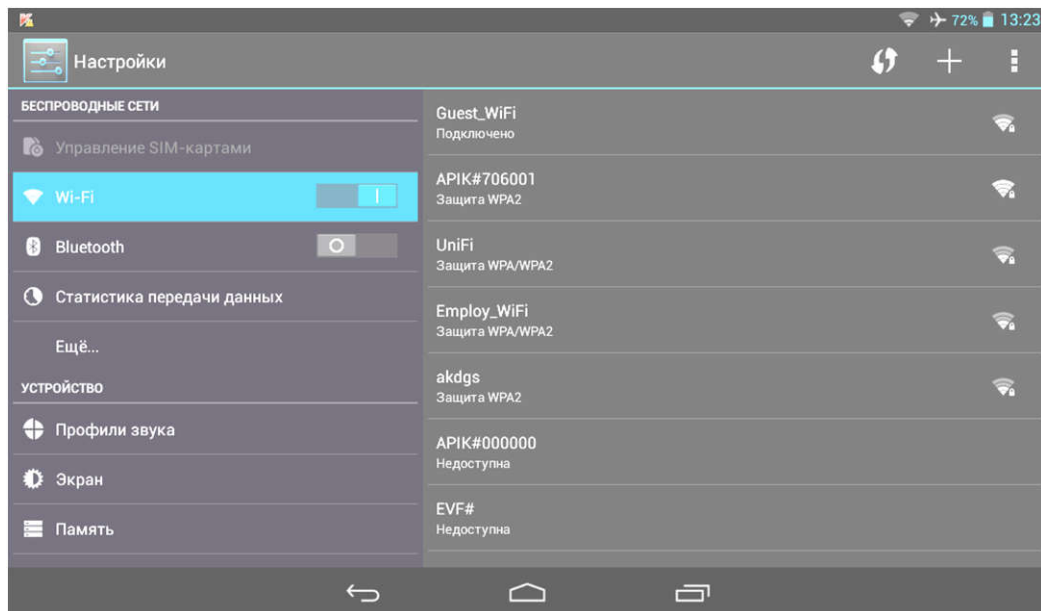 72% 13:23
Настройки
БЕСПРОВОДНЫЕ СЕТИ
Управление SIM-картами
Wi-Fi
Bluetooth
Статистика передачи данных
Ещё...
УСТРОЙСТВО
Профили звука
Экран
Память
Guest_WiFi
Подключено
APIK#706001
Защита WPA2
UniFi
Защита WPA/WPA2
Employ_WiFi
Защита WPA/WPA2
akdgs
Защита WPA2
APIK#000000
Недоступна
EVF#
Недоступна